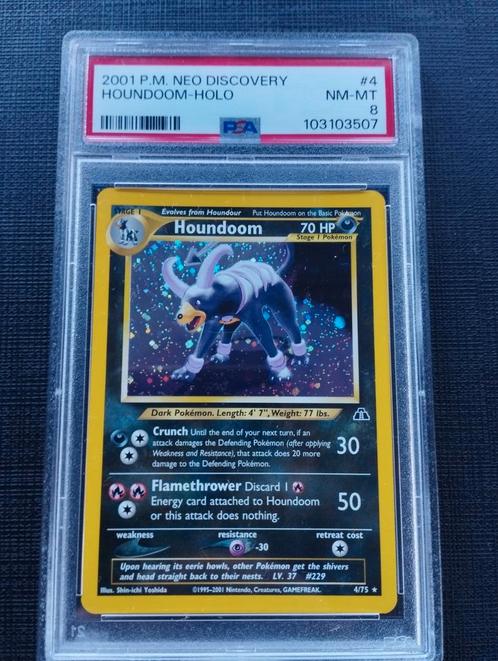 2001 P.M. NEO DISCOVERY #4
HOUNDOOM-HOLO NM-MT
8
PSA 103103507
STAGE 1 Evolves from Houndour Put Houndoom on the Basic Pokémon
Houndoom 70 HP
Stage 1 Pokémon
Dark Pokémon. Length: 4' 7", Weight: 77 lbs.
Crunch Until the end of your next turn, if an
attack damages the Defending Pokémon (after applying
Weakness and Resistance), that attack does 20 more
damage to the Defending Pokémon.
30
Flamethrower Discard 1
Energy card attached to Houndoom
or this attack does nothing.
50
weakness resistance retreat cost
-30
Upon hearing its eerie howls, other Pokémon get the shivers
and head straight back to their nests. LV. 37 #229
Illus. Shin-ichi Yoshida ©1995-2001 Nintendo, Creatures, GAMEFREAK. 4/75 ★